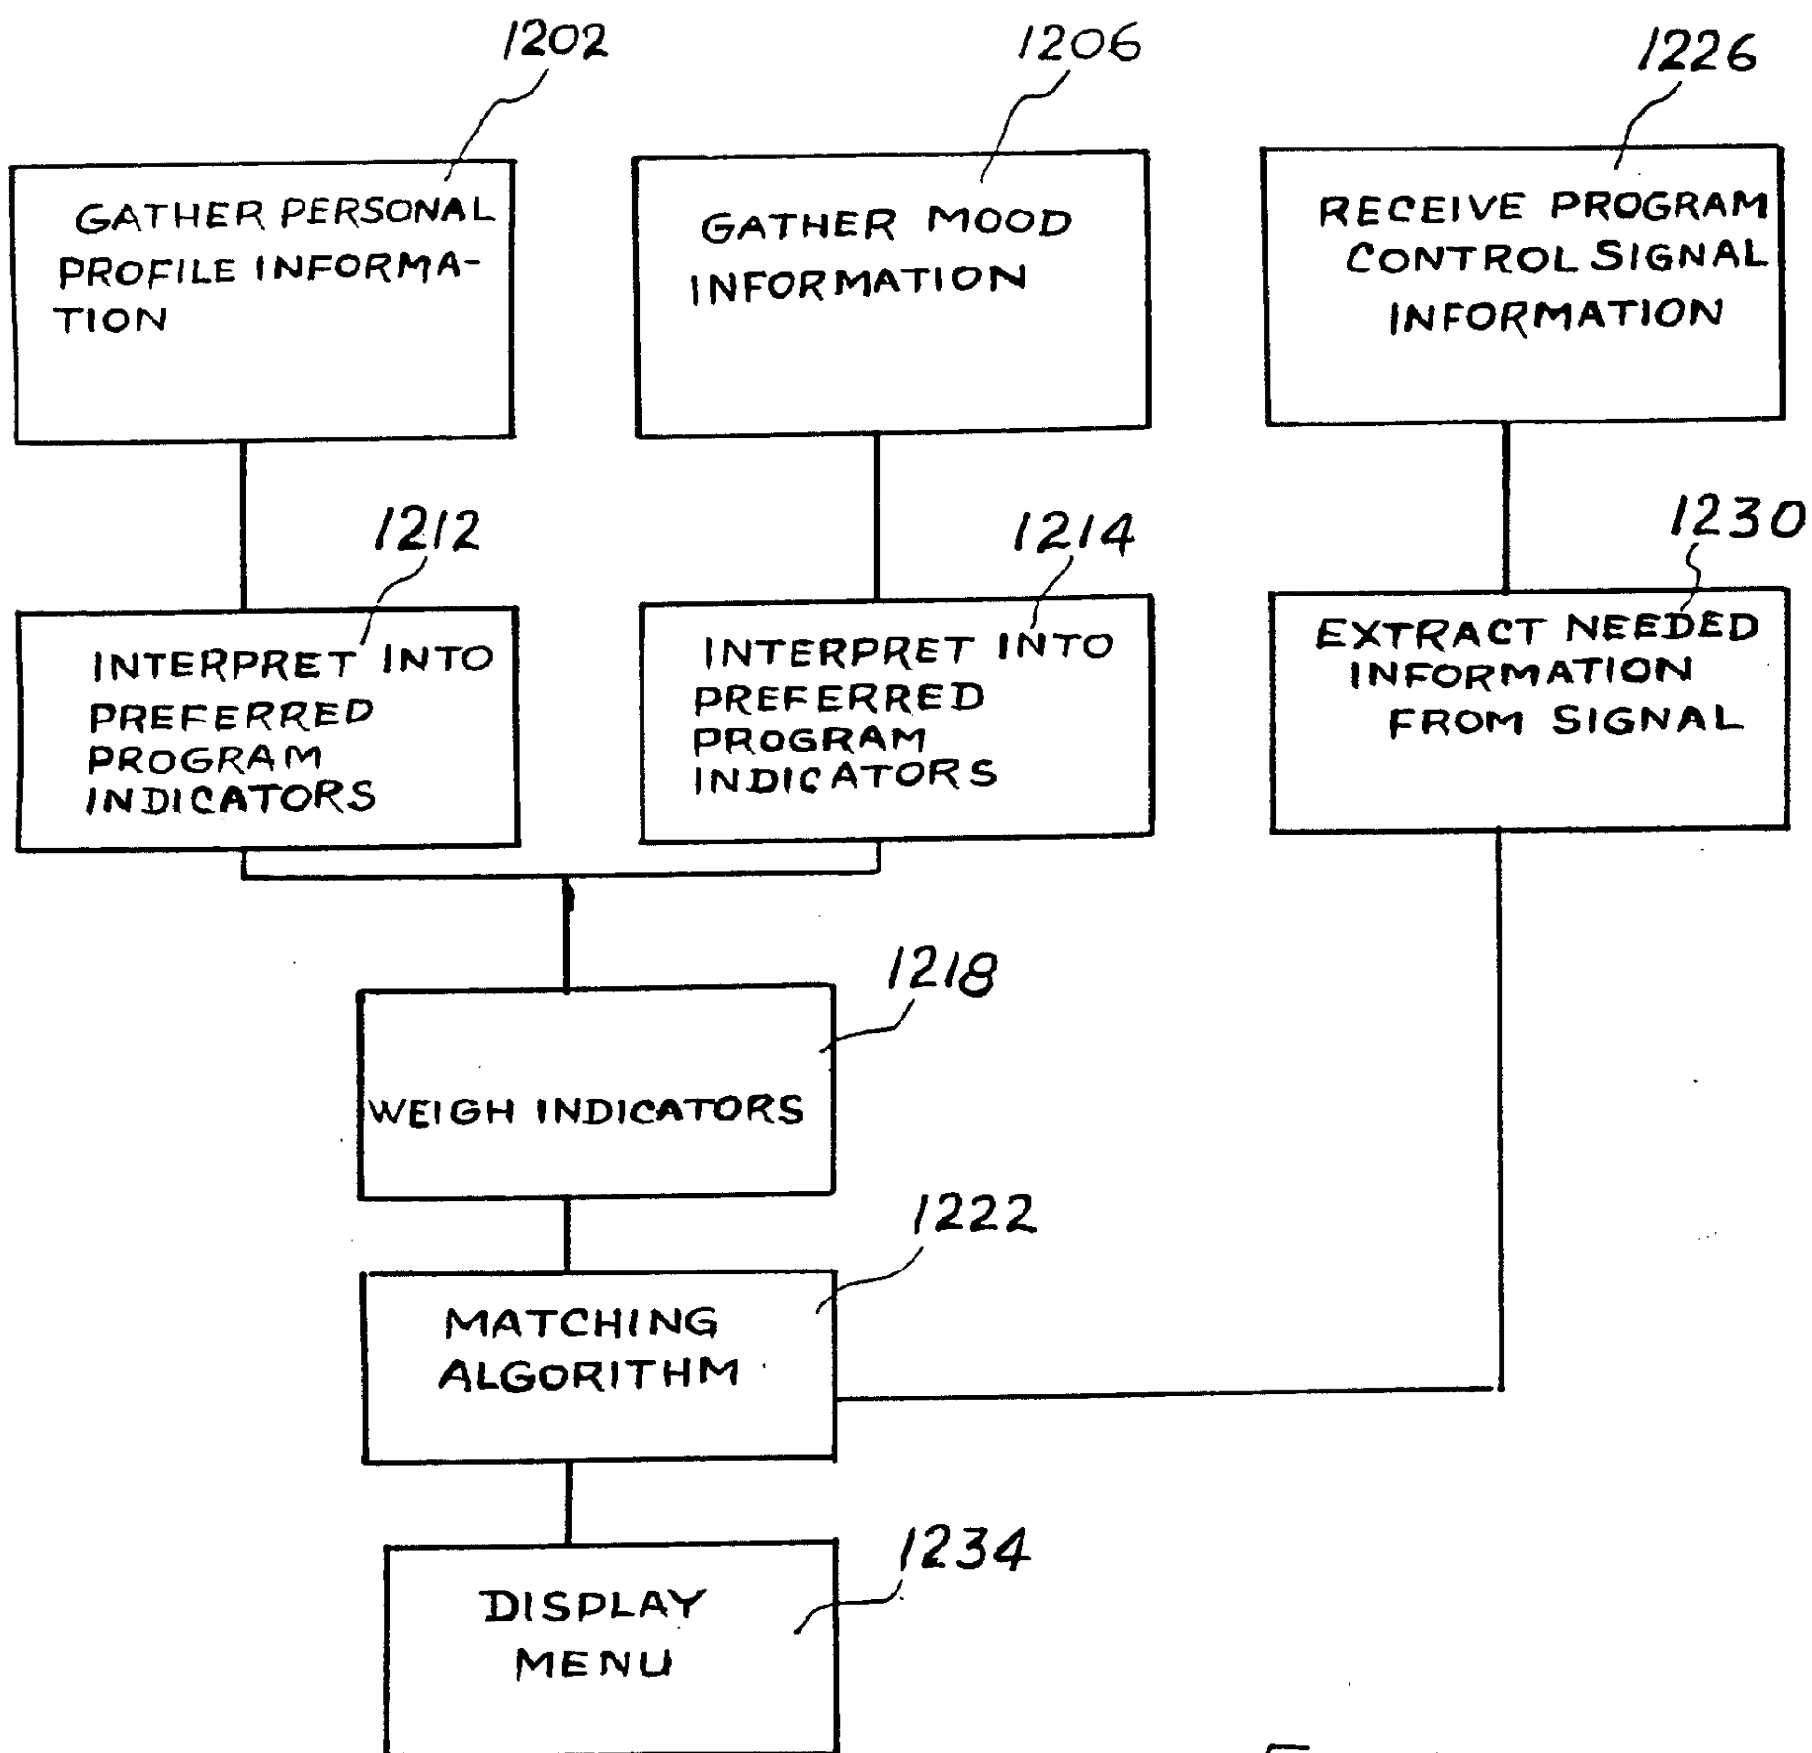 1202
GATHER PERSONAL
PROFILE INFORMA-
TION
1206
GATHER MOOD
INFORMATION
1226
RECEIVE PROGRAM
CONTROL SIGNAL
INFORMATION
1212
INTERPRET INTO
PREFERRED
PROGRAM
INDICATORS
1214
INTERPRET INTO
PREFERRED
PROGRAM
INDICATORS
1230
EXTRACT NEEDED
INFORMATION
FROM SIGNAL
1218
WEIGH INDICATORS
1222
MATCHING
ALGORITHM
1234
DISPLAY
MENU